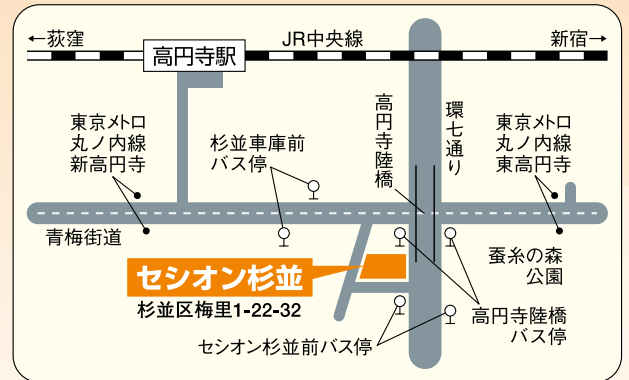 ←荻窪
高円寺駅
JR中央線
新宿→
東京メトロ
丸ノ内線
新高円寺
杉並車庫前
バス停
高円寺陸橋
環七通り
東京メトロ
丸ノ内線
東高円寺
青梅街道
蚕糸の森
公園
セシオン杉並
杉並区梅里1-22-32
高円寺陸橋
バス停
セシオン杉並前バス停